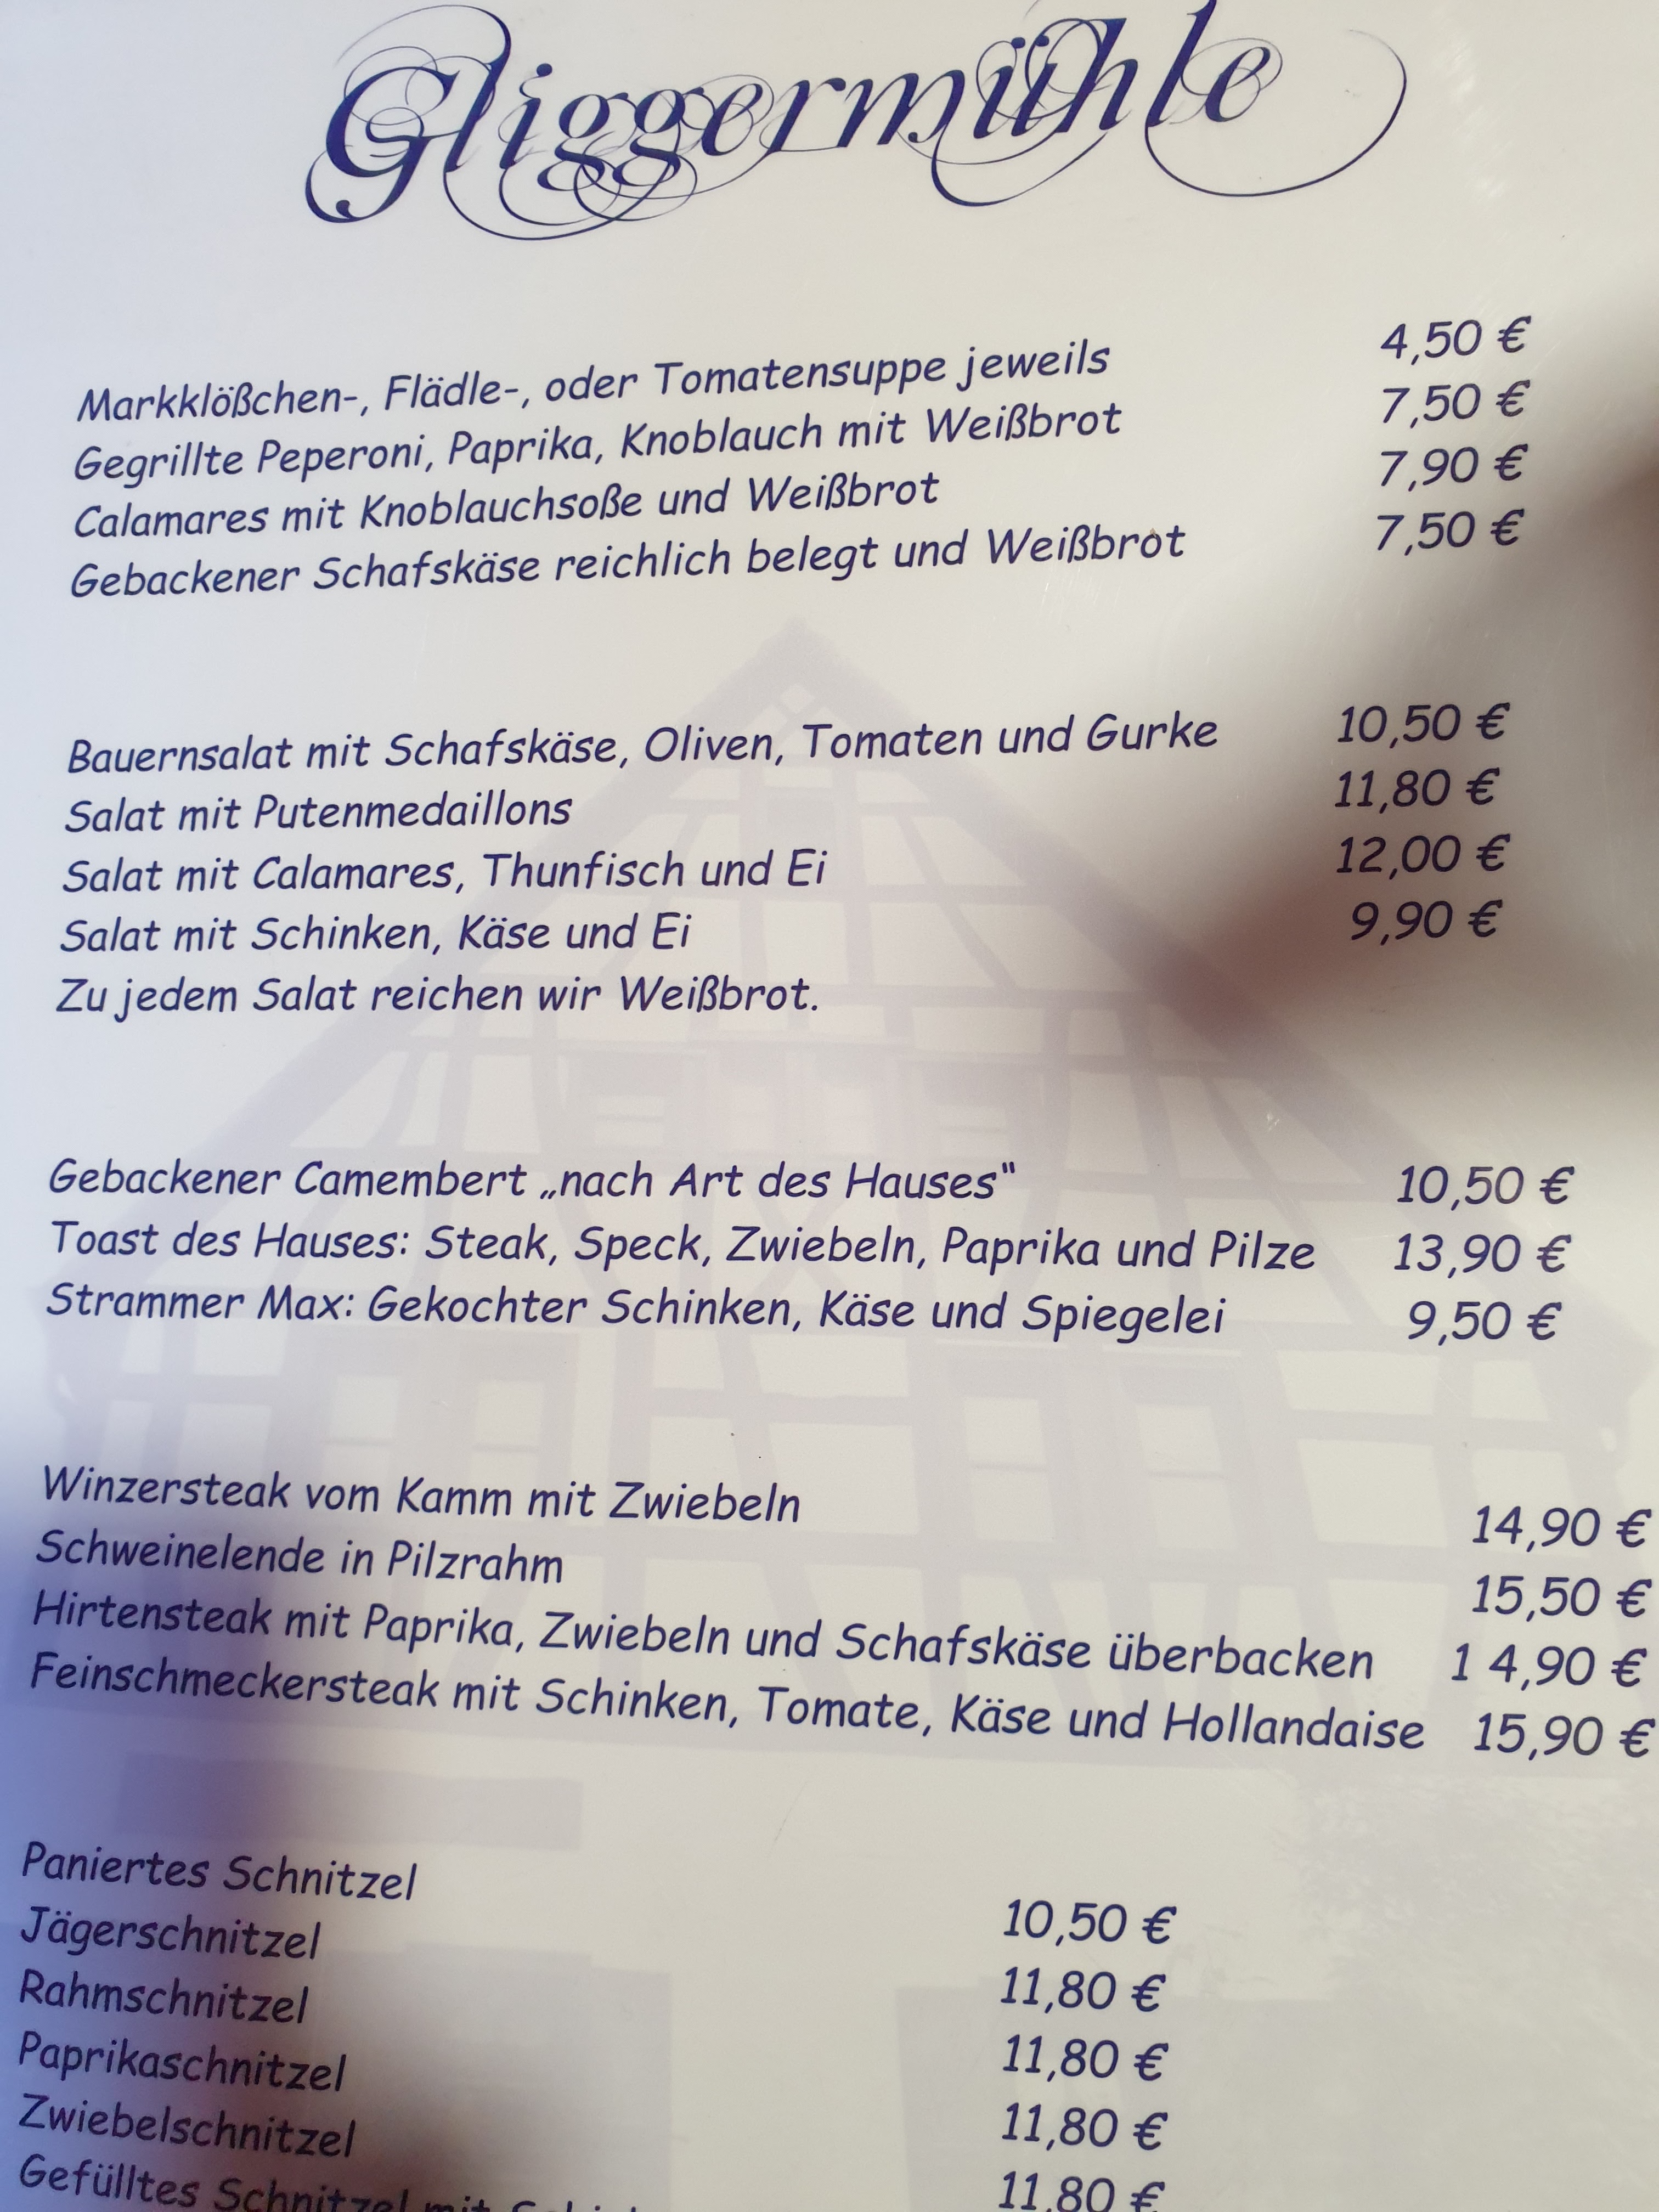 Gliggermühle
Markklößchen-, Flädle-, oder Tomatensuppe jeweils 4,50 €
Gegrillte Peperoni, Paprika, Knoblauch mit Weißbrot 7,50 €
Calamares mit Knoblauchsoße und Weißbrot 7,90 €
Gebackener Schafskäse reichlich belegt und Weißbrot 7,50 €
Bauernsalat mit Schafskäse, Oliven, Tomaten und Gurke 10,50 €
Salat mit Putenmedaillons 11,80 €
Salat mit Calamares, Thunfisch und Ei 12,00 €
Salat mit Schinken, Käse und Ei 9,90 €
Zu jedem Salat reichen wir Weißbrot.
Gebackener Camembert „nach Art des Hauses“ 10,50 €
Toast des Hauses: Steak, Speck, Zwiebeln, Paprika und Pilze 13,90 €
Strammer Max: Gekochter Schinken, Käse und Spiegelei 9,50 €
Winzersteak vom Kamm mit Zwiebeln 14,90 €
Schweinelende in Pilzrahm 15,50 €
Hirtensteak mit Paprika, Zwiebeln und Schafskäse überbacken 1 4,90 €
Feinschmeckersteak mit Schinken, Tomate, Käse und Hollandaise 15,90 €
Paniertes Schnitzel 10,50 €
Jägerschnitzel 11,80 €
Rahmschnitzel 11,80 €
Paprikaschnitzel 11,80 €
Zwiebelschnitzel 11,80 €
Gefülltes Schnitzel mit